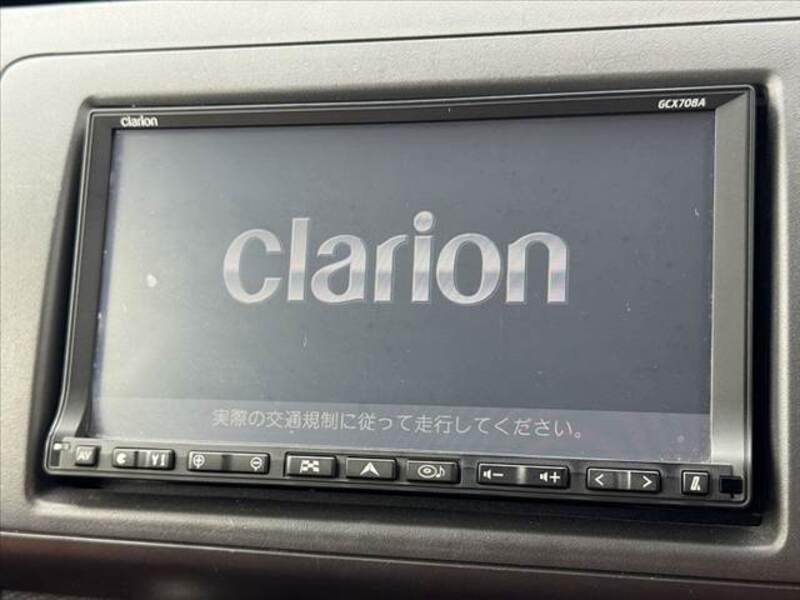 clarion
GCX708A
clarion
実際の交通規制に従って走行してください。
AV